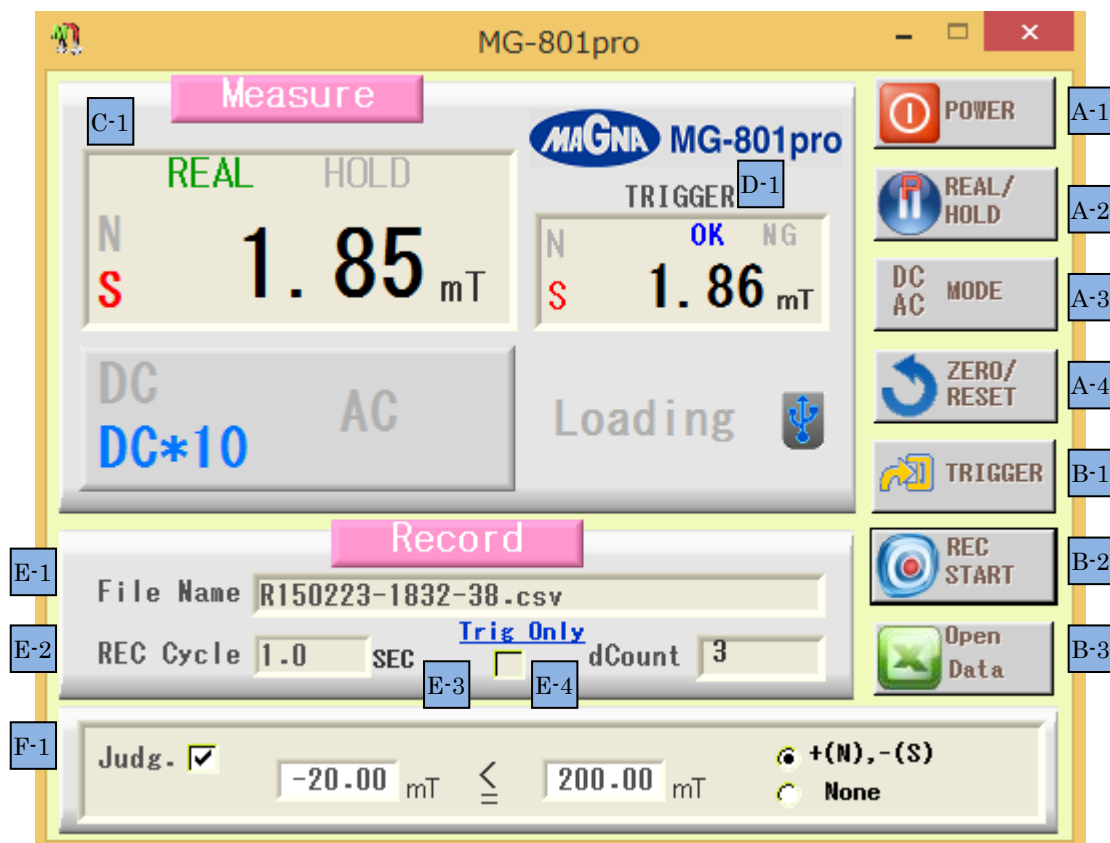 MG-801pro
Measure
C-1
REAL HOLD
N
S
1.85 mT
MAGNA MG-801pro
TRIGGER D-1
N
S
OK NG
1.86 mT
DC
DC*10
AC
Loading
POWER A-1
REAL/
HOLD A-2
DC
AC MODE A-3
ZERO/
RESET A-4
TRIGGER B-1
REC
START B-2
Open
Data B-3
Record
E-1 File Name R150223-1832-38.csv
E-2 REC Cycle 1.0 SEC E-3
Trig Only
E-4 dCount 3
F-1 Judg. -20.00 mT ≦ 200.00 mT
+(N),-(S)
None